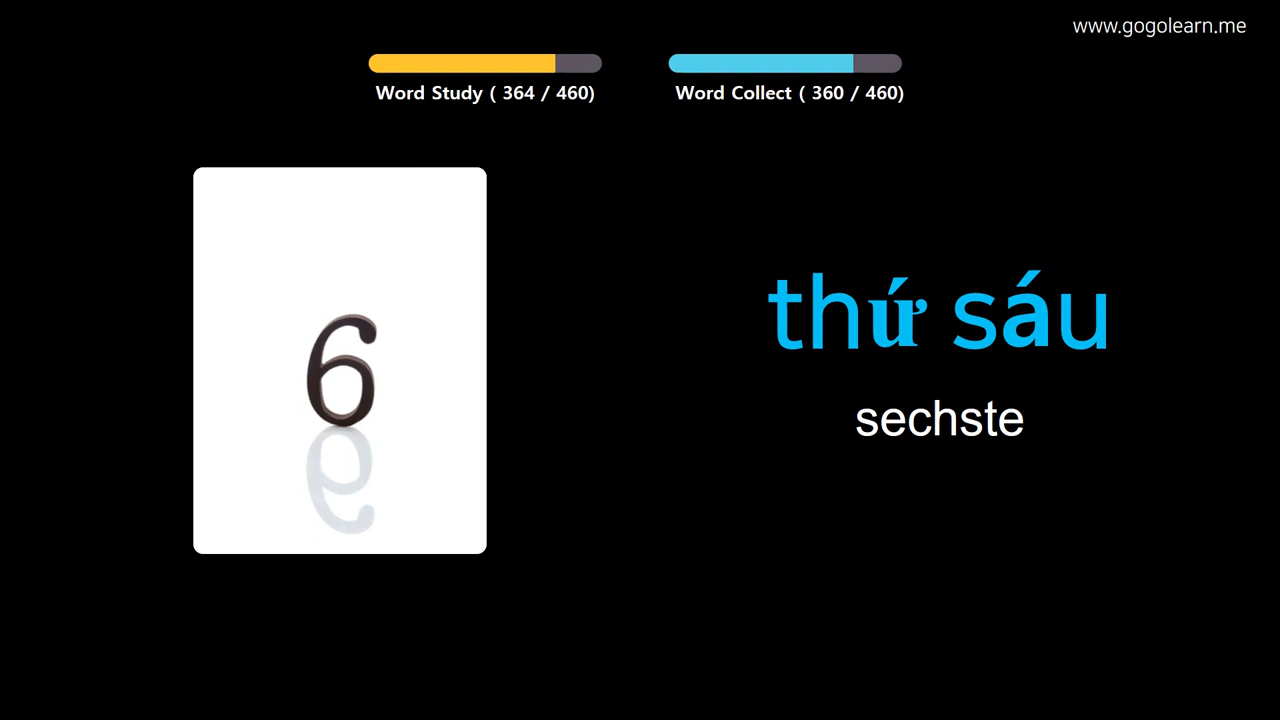 www.gogolearn.me
Word Study ( 364 / 460)
Word Collect ( 360 / 460)
6
thứ sáu
sechste